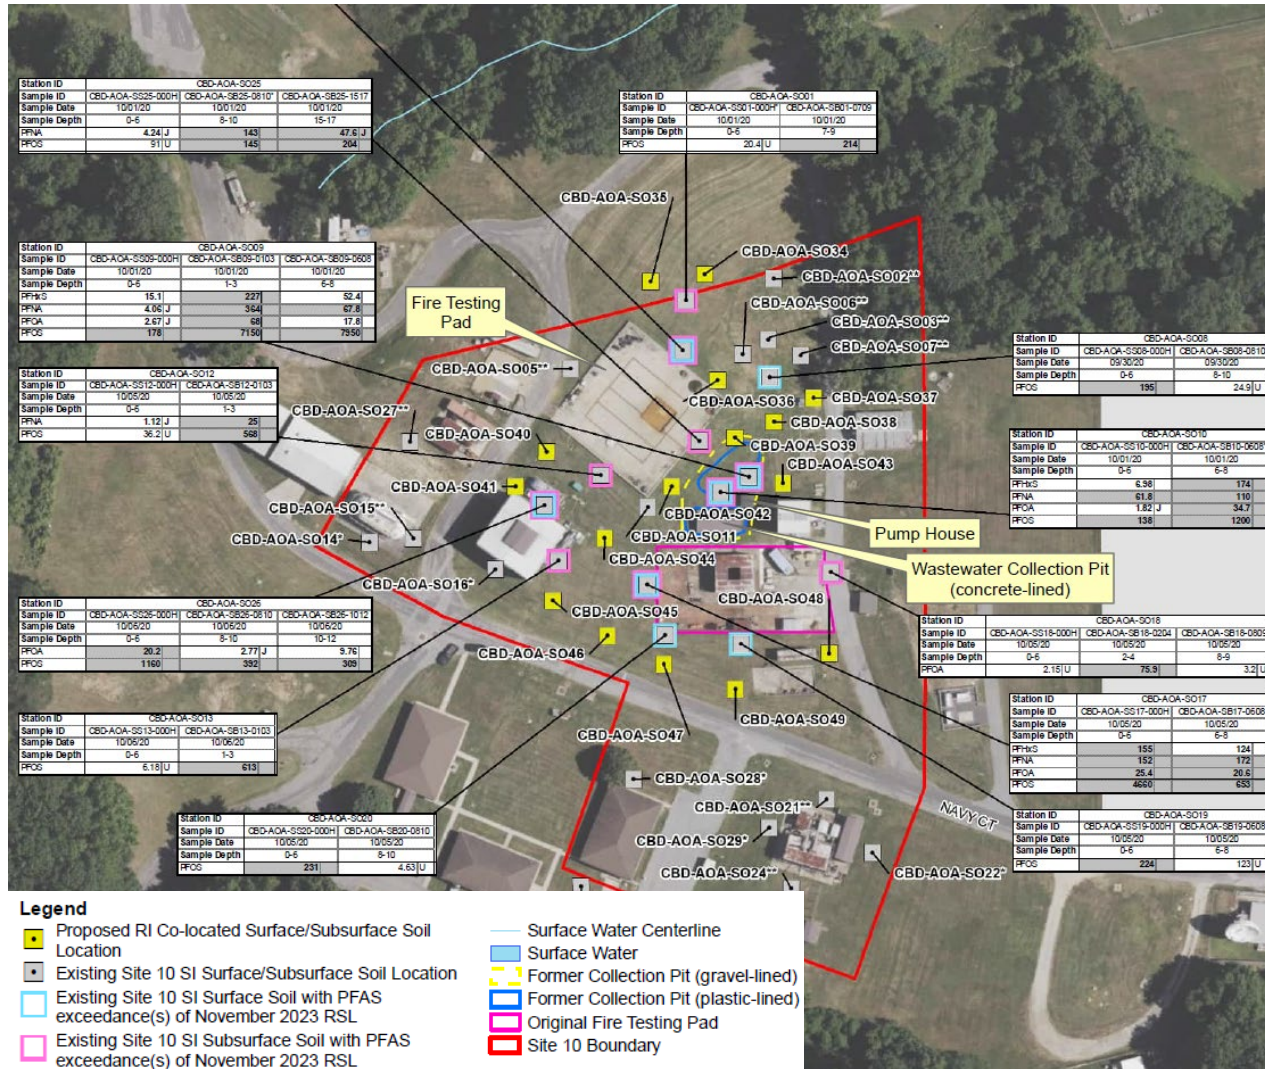 Station ID CBD-AOA-SO25
Sample ID CBD-AOA-SS25-000H CBD-AOA-SB25-0810* CBD-AOA-SB25-1517
Sample Date 10/01/20 10/01/20 10/01/20
Sample Depth 0-6 8-10 15-17
PFNA 4.24 J 143 47.6 J
PFOS 91 U 145 204
Station ID CBD-AOA-SO01
Sample ID CBD-AOA-SS01-000H* CBD-AOA-SB01-0709
Sample Date 10/01/20 10/01/20
Sample Depth 0-6 7-9
PFOS 20.4 U 214
CBD-AOA-SO35
CBD-AOA-SO34
CBD-AOA-SO02**
Station ID CBD-AOA-SO09
Sample ID CBD-AOA-SS09-000H CBD-AOA-SB09-0103 CBD-AOA-SB09-0608
Sample Date 10/01/20 10/01/20 10/01/20
Sample Depth 0-6 1-3 6-8
PFHxS 15.1 227 52.4
PFNA 4.06 J 364 67.8
PFOA 2.67 J 68 17.8
PFOS 178 7150 7950
Fire Testing
Pad
CBD-AOA-SO06**
CBD-AOA-SO03**
CBD-AOA-SO07**
Station ID CBD-AOA-SO08
Sample ID CBD-AOA-SS08-000H CBD-AOA-SB08-0810
Sample Date 09/30/20 09/30/20
Sample Depth 0-6 8-10
PFOS 195 24.9 U
CBD-AOA-SO05**
Station ID CBD-AOA-SO12
Sample ID CBD-AOA-SS12-000H CBD-AOA-SB12-0103
Sample Date 10/05/20 10/05/20
Sample Depth 0-6 1-3
PFNA 1.12 J 25
PFOS 36.2 U 568
CBD-AOA-SO27**
CBD-AOA-SO36
CBD-AOA-SO37
CBD-AOA-SO38
CBD-AOA-SO40
CBD-AOA-SO39
CBD-AOA-SO43
Station ID CBD-AOA-SO10
Sample ID CBD-AOA-SS10-000H CBD-AOA-SB10-0608*
Sample Date 10/01/20 10/01/20
Sample Depth 0-6 6-8
PFHxS 6.98 174
PFNA 61.8 110
PFOA 1.82 J 34.7
PFOS 138 1200
CBD-AOA-SO41
CBD-AOA-SO15**
CBD-AOA-SO42
CBD-AOA-SO14*
CBD-AOA-SO11
Pump House
CBD-AOA-SO44
CBD-AOA-SO16*
Wastewater Collection Pit
(concrete-lined)
Station ID CBD-AOA-SO26
Sample ID CBD-AOA-SS26-000H CBD-AOA-SB26-0810 CBD-AOA-SB26-1012
Sample Date 10/06/20 10/06/20 10/06/20
Sample Depth 0-6 8-10 10-12
PFOA 20.2 2.77 J 9.76
PFOS 1160 392 309
CBD-AOA-SO48
CBD-AOA-SO45
Station ID CBD-AOA-SO18
Sample ID CBD-AOA-SS18-000H CBD-AOA-SB18-0204 CBD-AOA-SB18-0809
Sample Date 10/05/20 10/05/20 10/05/20
Sample Depth 0-6 2-4 8-9
PFOA 2.15 U 75.9 3.2 U
CBD-AOA-SO46
Station ID CBD-AOA-SO17
Sample ID CBD-AOA-SS17-000H CBD-AOA-SB17-0608
Sample Date 10/05/20 10/05/20
Sample Depth 0-6 6-8
PFHxS 155 124
PFNA 152 172
PFOA 25.4 20.6
PFOS 4660 653
Station ID CBD-AOA-SO13
Sample ID CBD-AOA-SS13-000H CBD-AOA-SB13-0103
Sample Date 10/06/20 10/06/20
Sample Depth 0-6 1-3
PFOS 6.18 U 613
CBD-AOA-SO49
CBD-AOA-SO47
CBD-AOA-SO28*
CBD-AOA-SO21**
NAVY CT
Station ID CBD-AOA-SO20
Sample ID CBD-AOA-SS20-000H CBD-AOA-SB20-0810
Sample Date 10/05/20 10/05/20
Sample Depth 0-6 8-10
PFOS 231 4.63 U
CBD-AOA-SO29*
CBD-AOA-SO24**
CBD-AOA-SO22*
Station ID CBD-AOA-SO19
Sample ID CBD-AOA-SS19-000H CBD-AOA-SB19-0608
Sample Date 10/05/20 10/05/20
Sample Depth 0-6 6-8
PFOS 224 123 U
Legend
Proposed RI Co-located Surface/Subsurface Soil
Location
Existing Site 10 SI Surface/Subsurface Soil Location
Existing Site 10 SI Surface Soil with PFAS
exceedance(s) of November 2023 RSL
Existing Site 10 SI Subsurface Soil with PFAS
exceedance(s) of November 2023 RSL
Surface Water Centerline
Surface Water
Former Collection Pit (gravel-lined)
Former Collection Pit (plastic-lined)
Original Fire Testing Pad
Site 10 Boundary